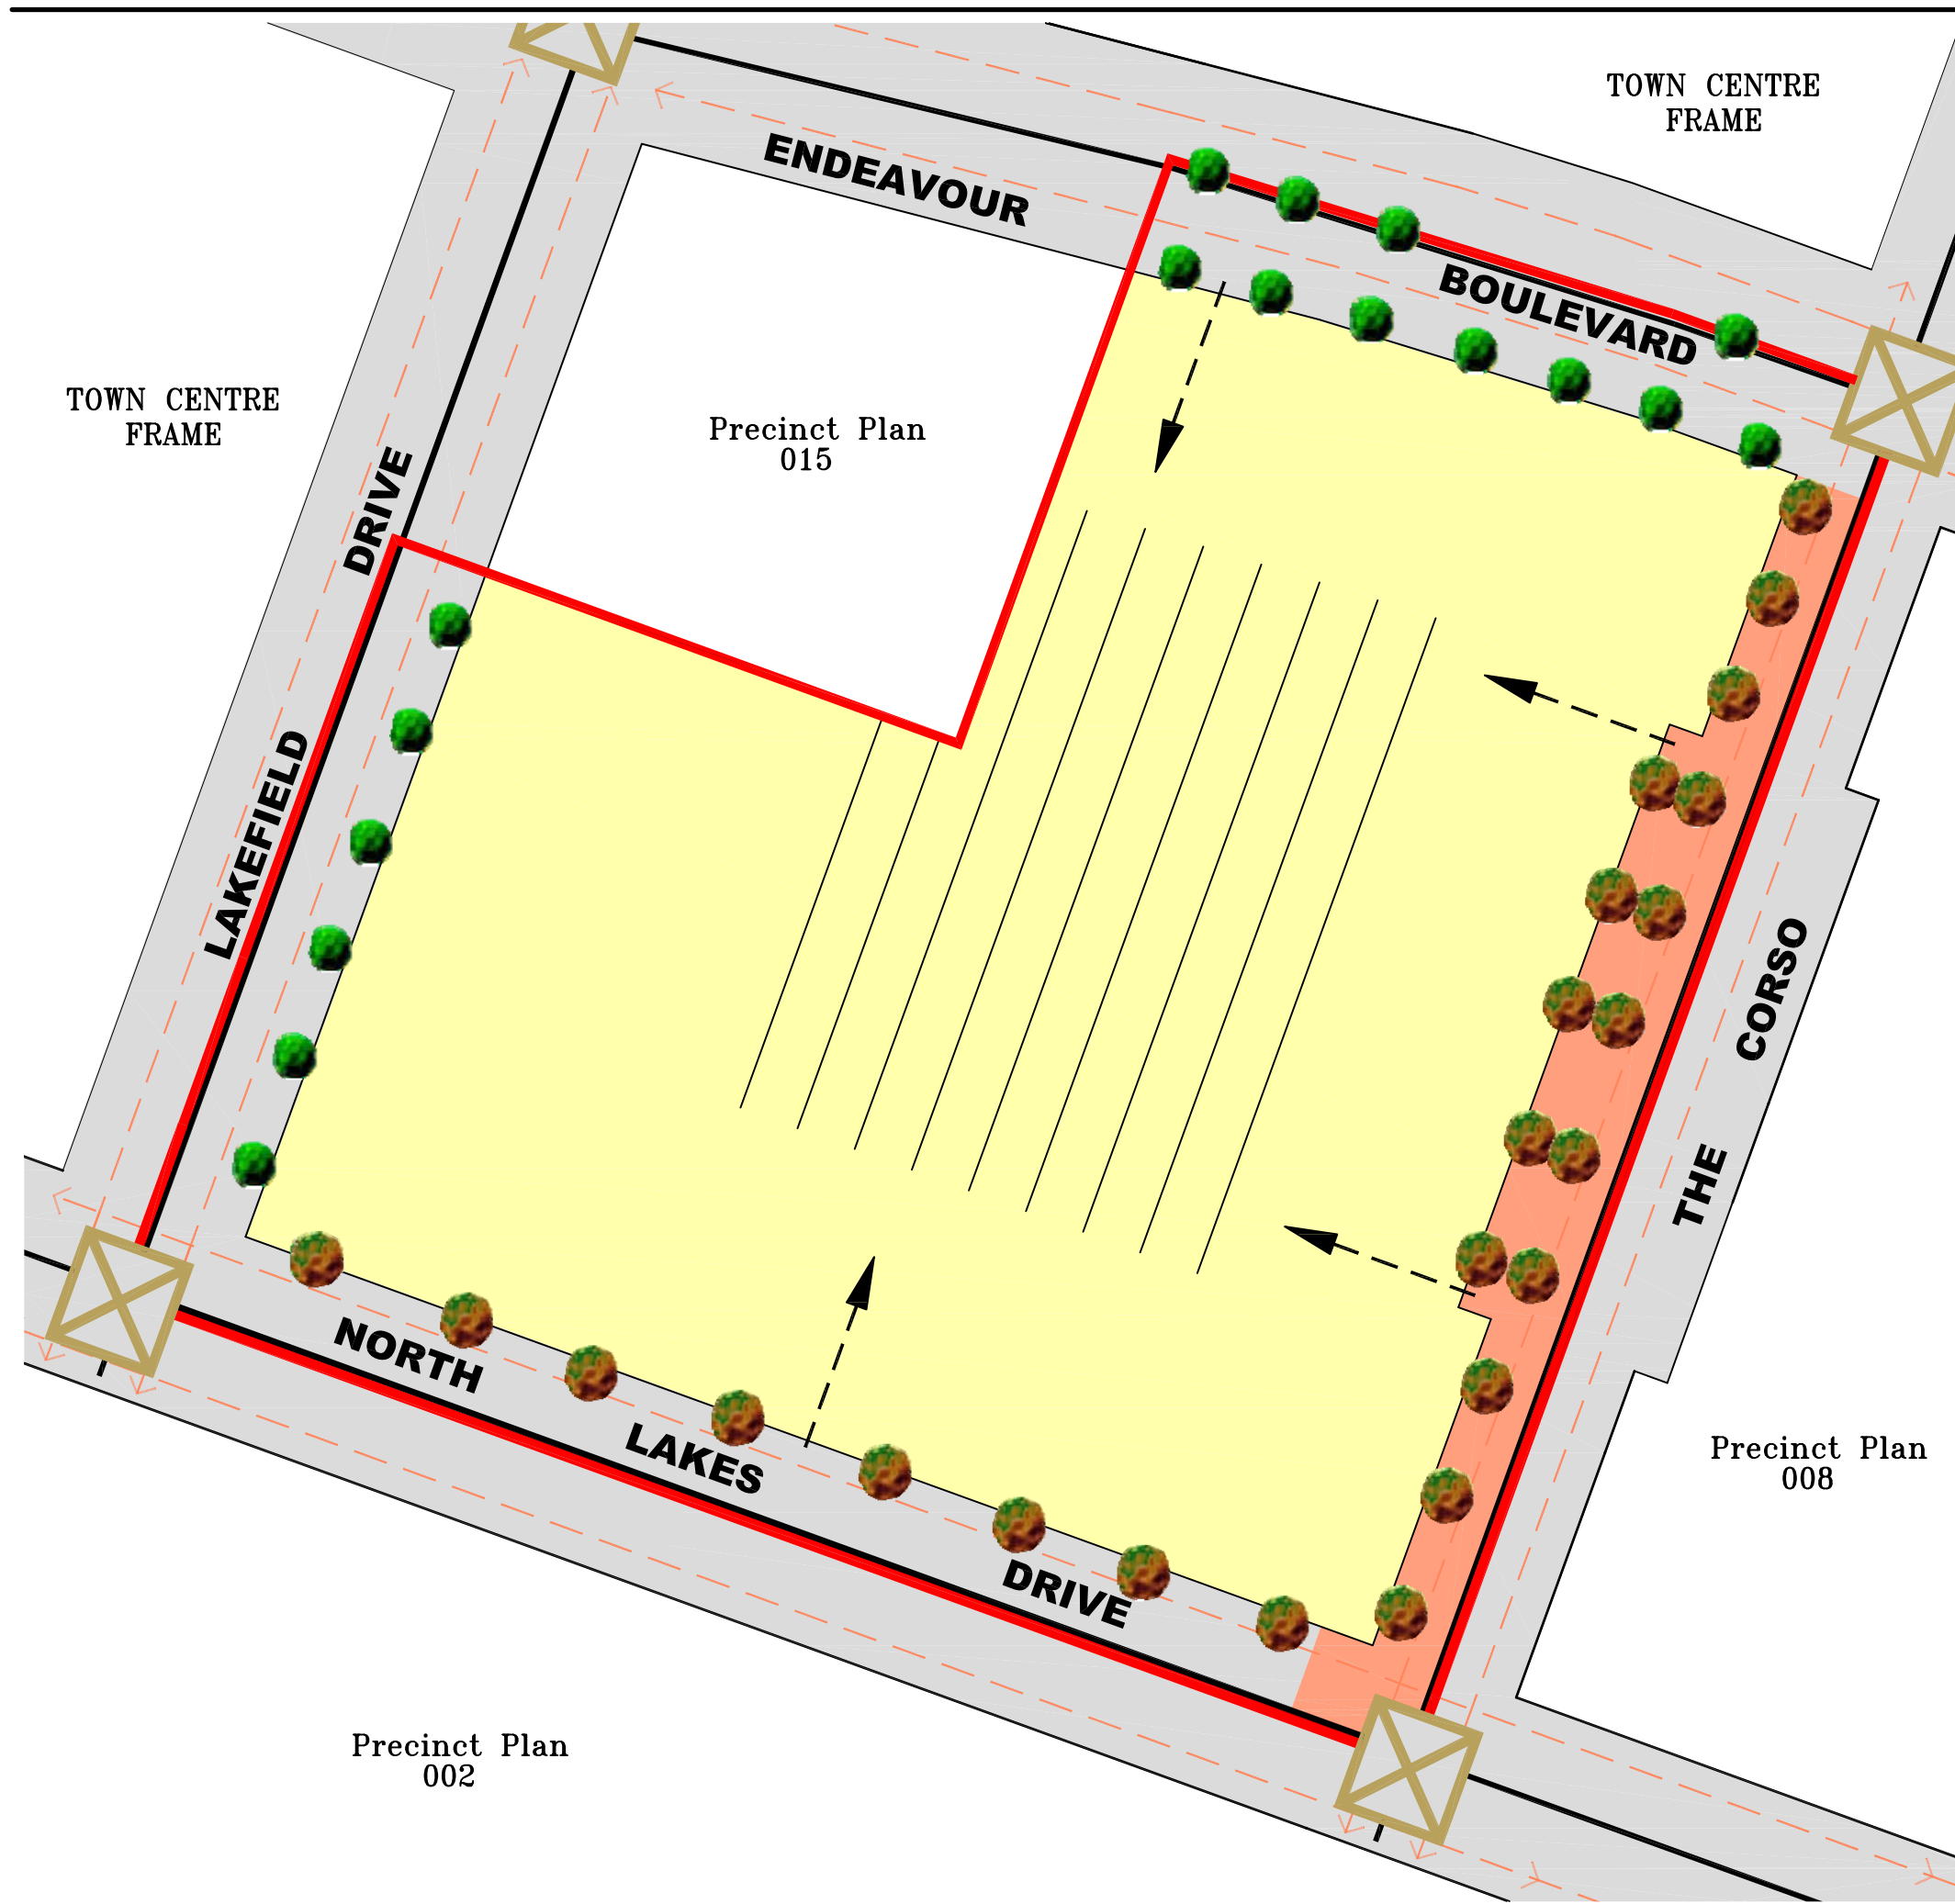 TOWN CENTRE
FRAME
ENDEAVOUR
BOULEVARD
TOWN CENTRE
FRAME
Precinct Plan
015
DRIVE
LAKEFIELD
CORSO
THE
NORTH
LAKES
DRIVE
Precinct Plan
008
Precinct Plan
002